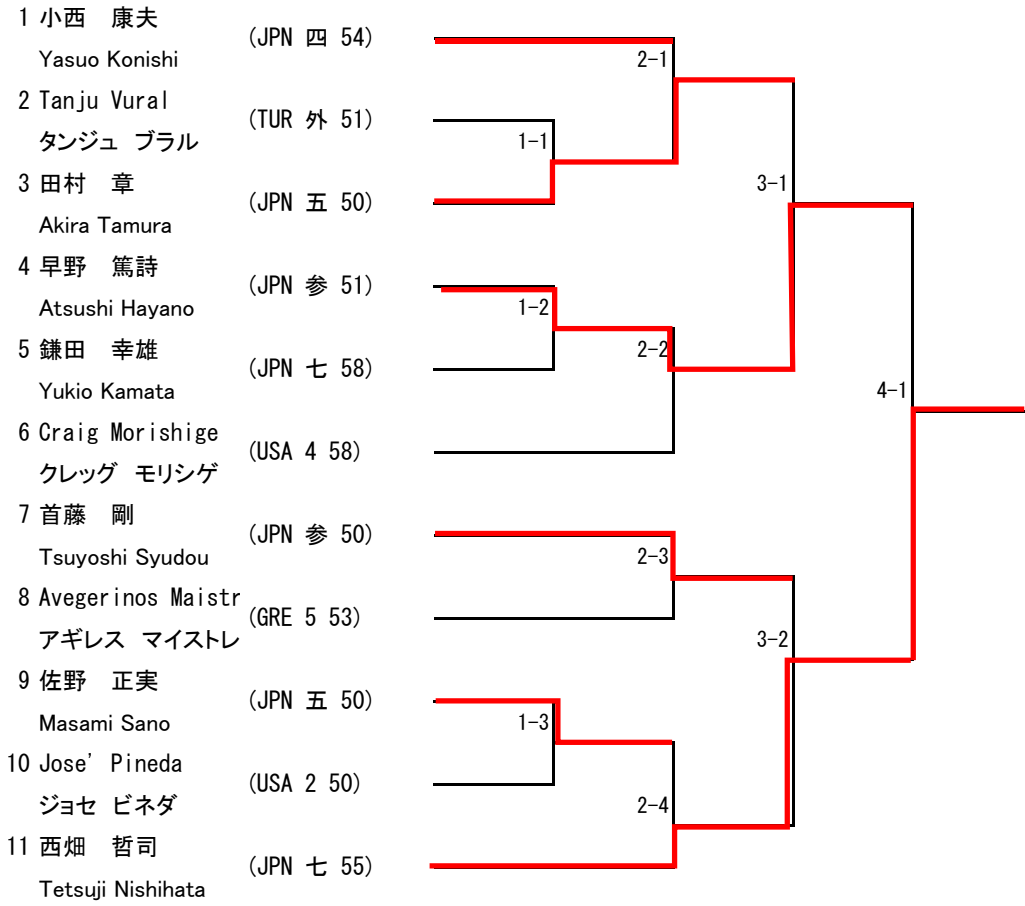 1 小西　康夫
(JPN 四 54)
Yasuo Konishi
2-1
2 Tanju Vural
(TUR 外 51)
タンジュ ブラル
1-1
3 田村　章
3-1
(JPN 五 50)
Akira Tamura
4 早野　篤詩
(JPN 参 51)
Atsushi Hayano
1-2
5 鎌田　幸雄
2-2
(JPN 七 58)
Yukio Kamata
4-1
6 Craig Morishige
(USA 4 58)
クレッグ モリシゲ
7 首藤　剛
(JPN 参 50)
Tsuyoshi Syudou
2-3
8 Avegerinos Maistr
(GRE 5 53)
アギレス マイストレ
3-2
9 佐野　正実
(JPN 五 50)
Masami Sano
1-3
10 Jose' Pineda
(USA 2 50)
ジョセ ビネダ
2-4
11 西畑　哲司
(JPN 七 55)
Tetsuji Nishihata